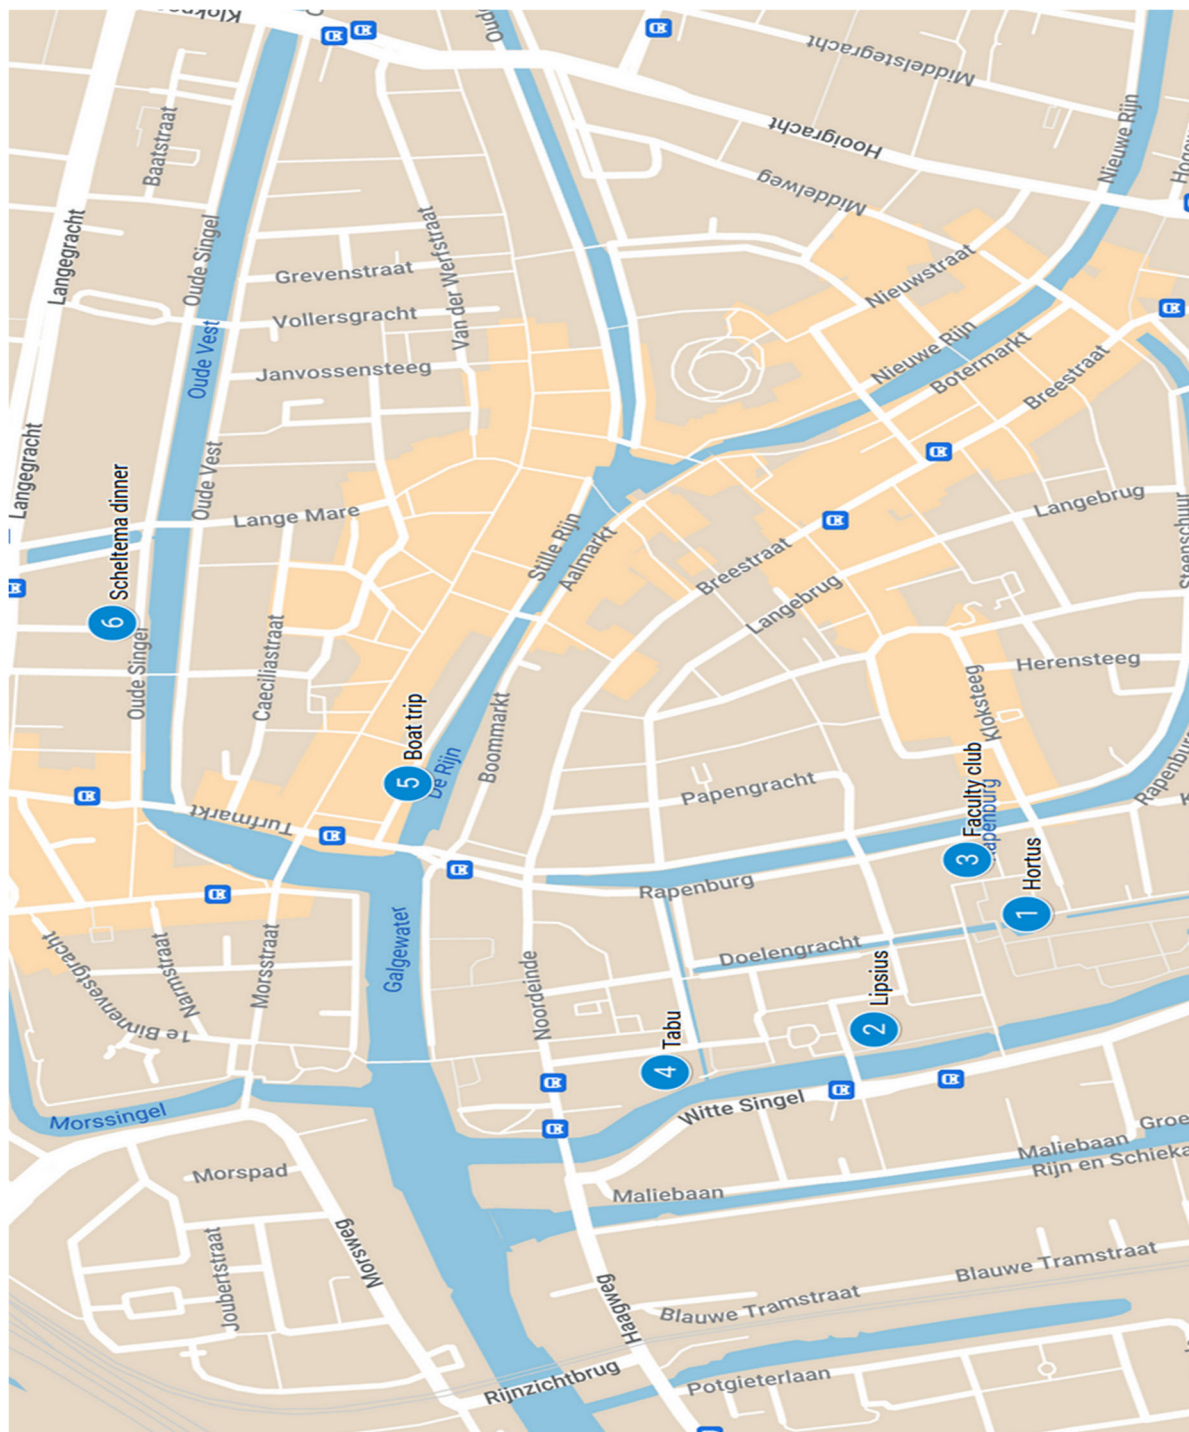 Oude Singel
Baatstraat
Langegracht
Oude Singel
Oude Vest
Oude Vest
Langegracht
6
Scheltema dinner
Lange Mare
Grevenstraat
Vollersgracht
Janvossensteeg
Van der Werfstraat
Hooigracht
Middelstegracht
Middelweg
Nieuwe Rijn
Nieuwstraat
Nieuwe Rijn
Botermarkt
Breestraat
Stille Rijn
Aalmarkt
Breestraat
Langebrug
Langebrug
Steenschuur
Caeciliastraat
5
Boat trip
De Rijn
Boommarkt
Papengracht
Herensteeg
Kloksteeg
Turfmarkt
3
Faculty club
Rapenburg
1
Hortus
Rapenburg
Doelengracht
2
Lipsius
4
Tabu
Galgewater
Noordeinde
Morsstraat
Narmstraat
1e Binnenvestgracht
Morssingel
Witte Singel
Maliebaan
Maliebaan
Morspad
Joubertstraat
Morsweg
Haagweg
Rijnzichtbrug
Blauwe Tramstraat
Blauwe Tramstraat
Potgieterlaan